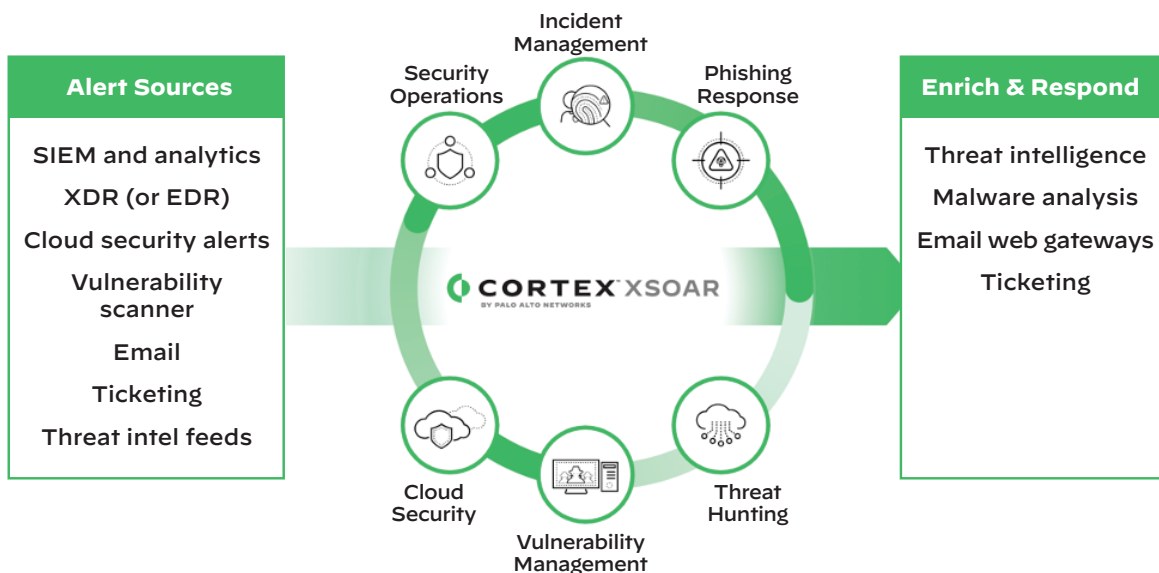 Alert Sources
SIEM and analytics
XDR (or EDR)
Cloud security alerts
Vulnerability
scanner
Email
Ticketing
Threat intel feeds
Incident
Management
Security
Operations
Phishing
Response
CORTEX™ XSOAR
BY PALO ALTO NETWORKS
Cloud
Security
Threat
Hunting
Vulnerability
Management
Enrich & Respond
Threat intelligence
Malware analysis
Email web gateways
Ticketing